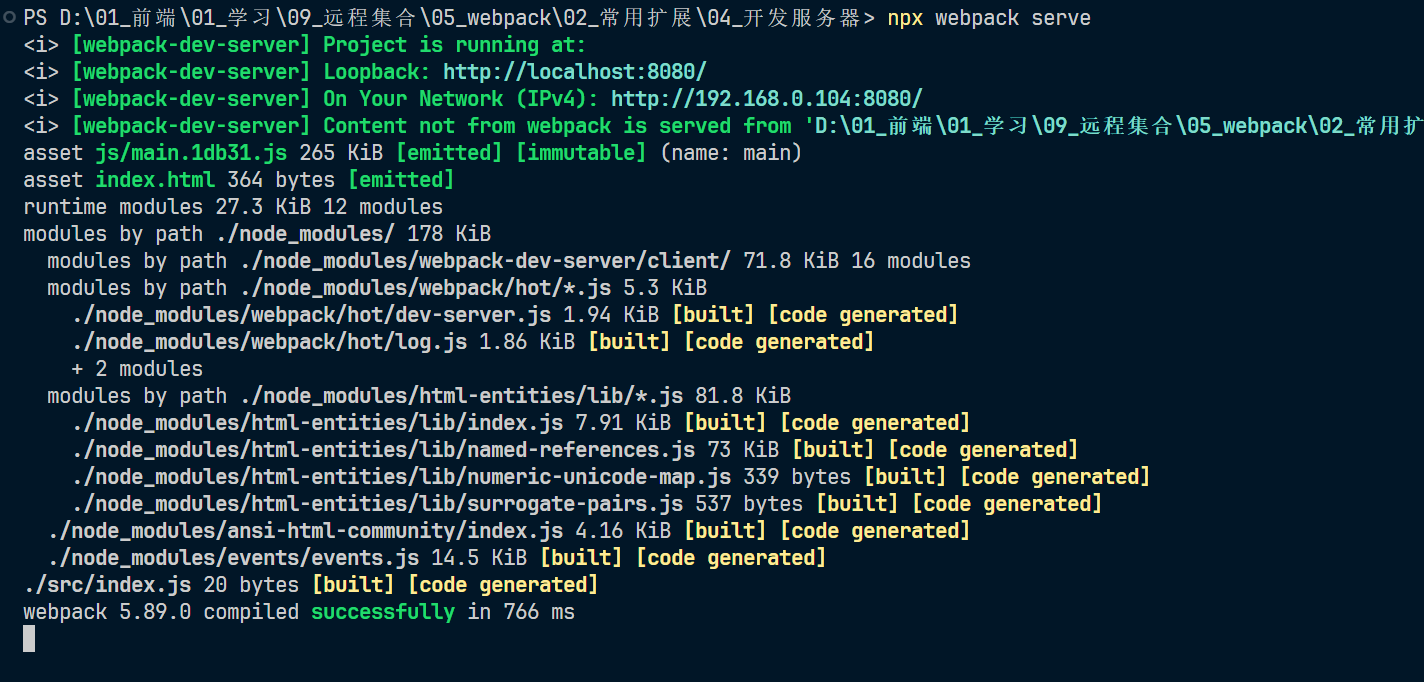 PS D:\01_前端\01_学习\09_远程集合\05_webpack\02_常用扩展\04_开发服务器> npx webpack serve
<i> [webpack-dev-server] Project is running at:
<i> [webpack-dev-server] Loopback: http://localhost:8080/
<i> [webpack-dev-server] On Your Network (IPv4): http://192.168.0.104:8080/
<i> [webpack-dev-server] Content not from webpack is served from 'D:\01_前端\01_学习\09_远程集合\05_webpack\02_常用扩
asset js/main.1db31.js 265 KiB [emitted] [immutable] (name: main)
asset index.html 364 bytes [emitted]
runtime modules 27.3 KiB 12 modules
modules by path ./node_modules/ 178 KiB
  modules by path ./node_modules/webpack-dev-server/client/ 71.8 KiB 16 modules
  modules by path ./node_modules/webpack/hot/*.js 5.3 KiB
    ./node_modules/webpack/hot/dev-server.js 1.94 KiB [built] [code generated]
    ./node_modules/webpack/hot/log.js 1.86 KiB [built] [code generated]
    + 2 modules
  modules by path ./node_modules/html-entities/lib/*.js 81.8 KiB
    ./node_modules/html-entities/lib/index.js 7.91 KiB [built] [code generated]
    ./node_modules/html-entities/lib/named-references.js 73 KiB [built] [code generated]
    ./node_modules/html-entities/lib/numeric-unicode-map.js 339 bytes [built] [code generated]
    ./node_modules/html-entities/lib/surrogate-pairs.js 537 bytes [built] [code generated]
  ./node_modules/ansi-html-community/index.js 4.16 KiB [built] [code generated]
  ./node_modules/events/events.js 14.5 KiB [built] [code generated]
./src/index.js 20 bytes [built] [code generated]
webpack 5.89.0 compiled successfully in 766 ms